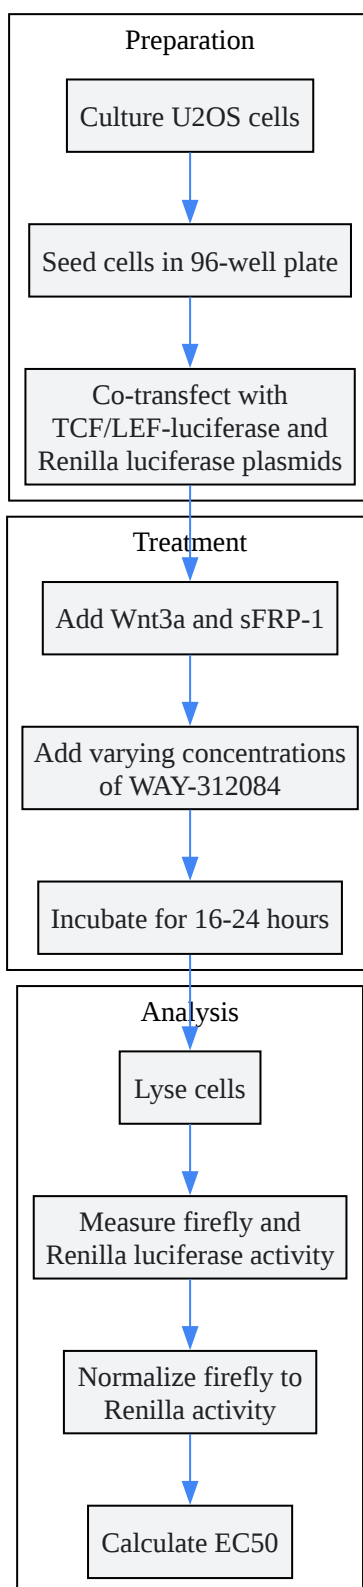 Preparation
Culture U2OS cells
Seed cells in 96-well plate
Co-transfect with
TCF/LEF-luciferase and
Renilla luciferase plasmids
Treatment
Add Wnt3a and sFRP-1
Add varying concentrations
of WAY-312084
Incubate for 16-24 hours
Analysis
Lyse cells
Measure firefly and
Renilla luciferase activity
Normalize firefly to
Renilla activity
Calculate EC50